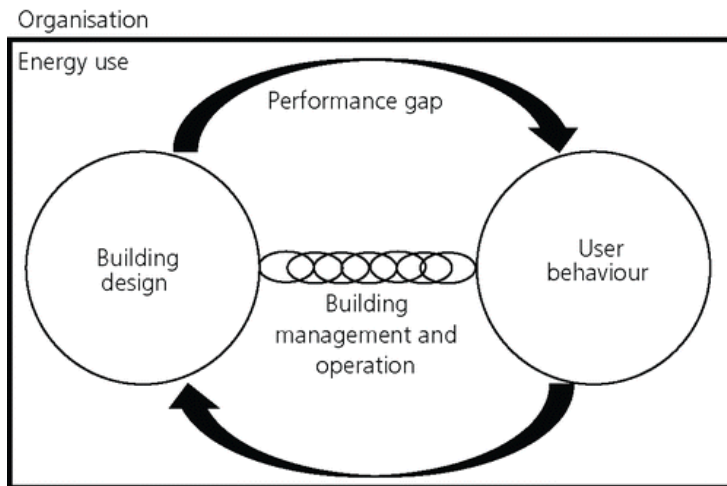 Organisation
Energy use
Performance gap
Building
design
User
behaviour
Building
management and
operation